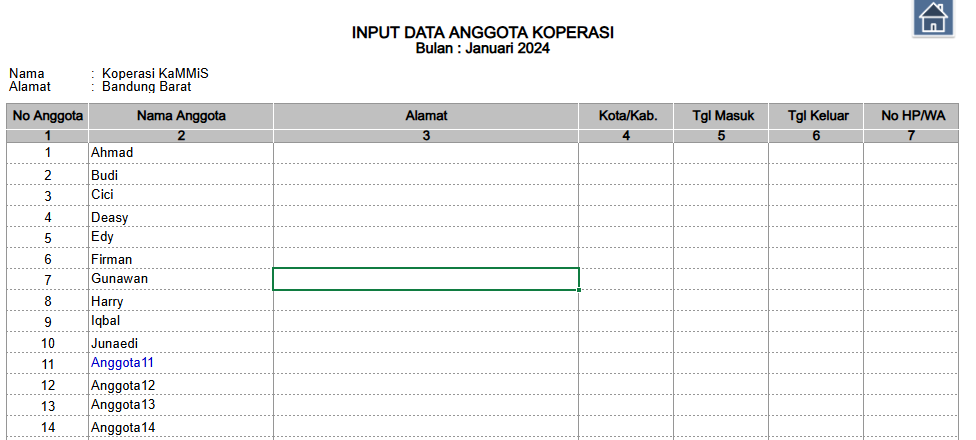 INPUT DATA ANGGOTA KOPERASI
Bulan : Januari 2024
Nama : Koperasi KaMMiS
Alamat : Bandung Barat
No Anggota Nama Anggota Alamat Kota/Kab. Tgl Masuk Tgl Keluar No HP/WA
1 2 3 4 5 6 7
1 Ahmad
2 Budi
3 Cici
4 Deasy
5 Edy
6 Firman
7 Gunawan
8 Harry
9 Iqbal
10 Junaedi
11 Anggota11
12 Anggota12
13 Anggota13
14 Anggota14